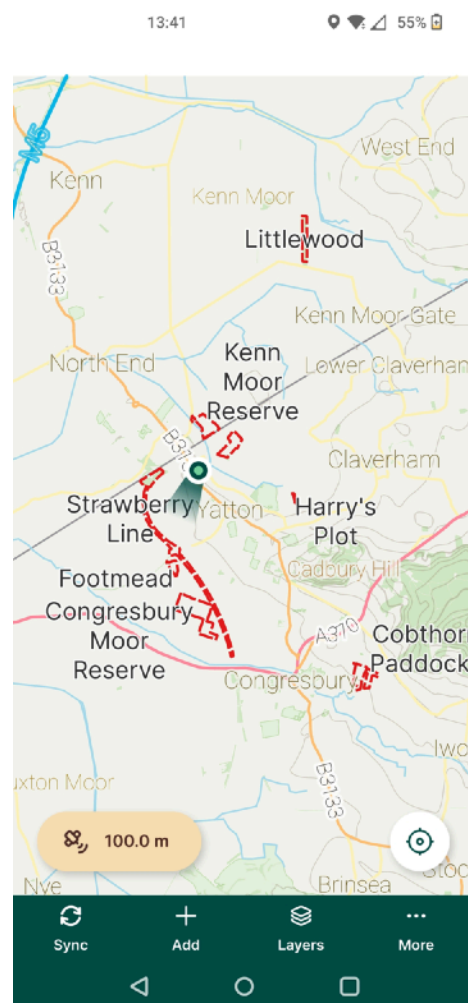 13:41
55%
M5
West End
Kenn
Kenn Moor
Littlewood
B3133
Kenn Moor Gate
North End
Kenn
Moor
Reserve
Lower Claverham
Claverham
Strawberry
Line
Yatton
Harry's
Plot
Footmead
Cadbury Hill
Congresbury
Moor
Reserve
A370
Cobthorn
Paddock
Congresbury
B3133
Brinsea
Nye
100.0 m
Sync
Add
Layers
More